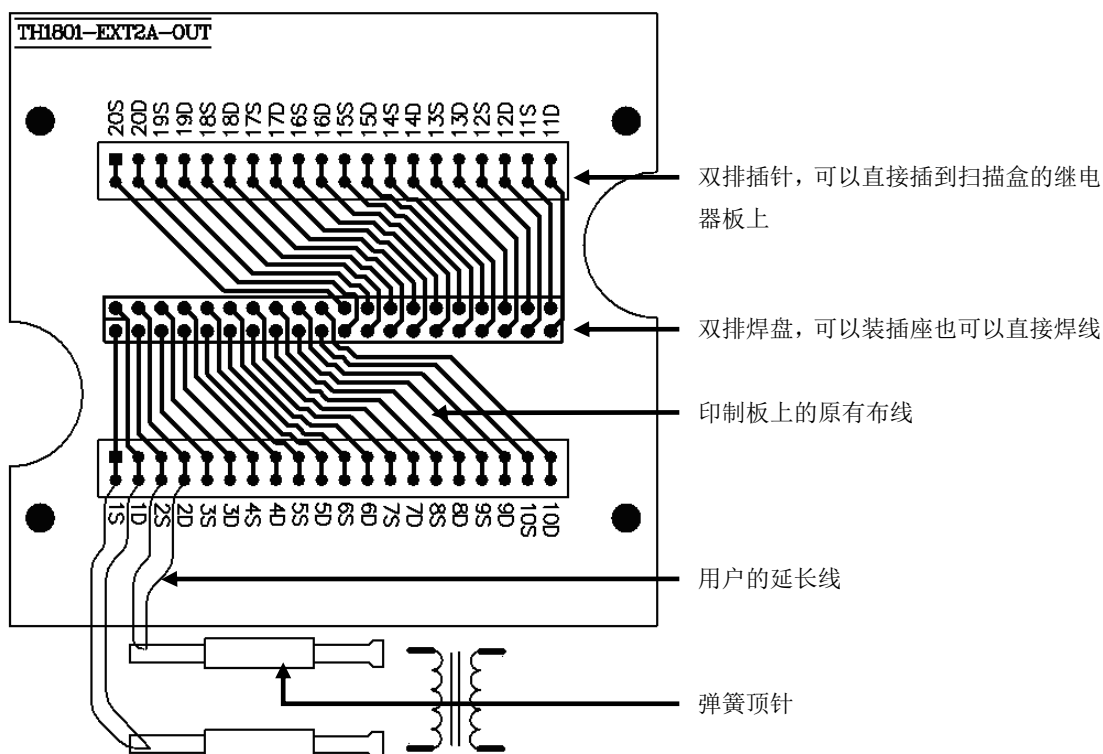 TH1801-EXT2A-OUT
20S 20D 19S 19D 18S 18D 17S 17D 16S 16D 15S 15D 14S 14D 13S 13D 12S 12D 11S 11D
双排插针，可以直接插到扫描盒的继电
器板上
双排焊盘，可以装插座也可以直接焊线
印制板上的原有布线
1S 1D 2S 2D 3S 3D 4S 4D 5S 5D 6S 6D 7S 7D 8S 8D 9S 9D 10S 10D
用户的延长线
弹簧顶针